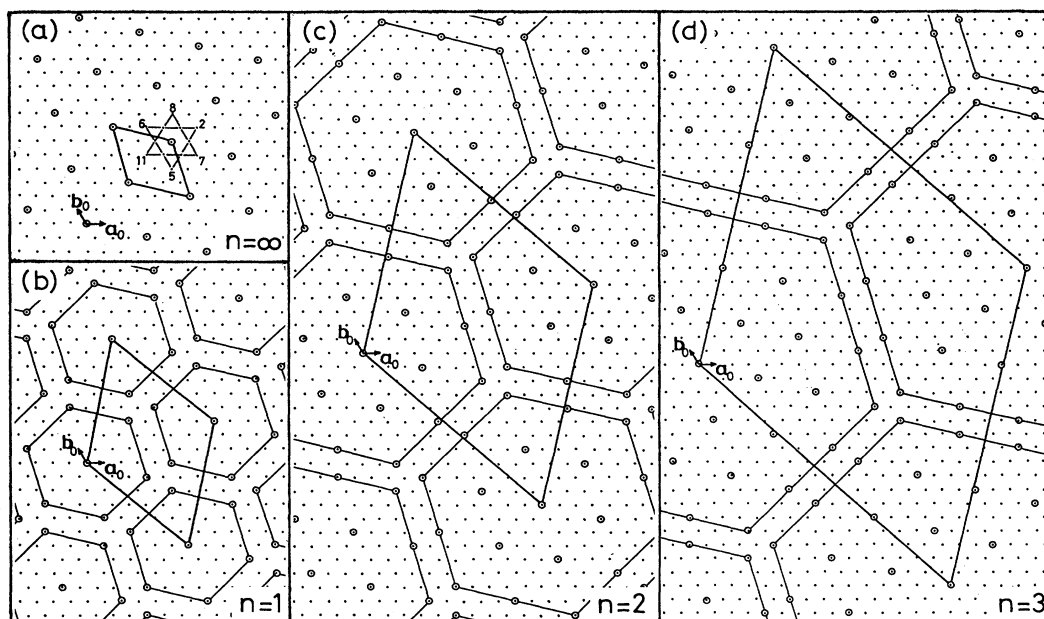 (a)
8
6 2
11 7
5
b₀
a₀
n=∞
(b)
b₀
a₀
n=1
(c)
b₀
a₀
n=2
(d)
b₀
a₀
n=3